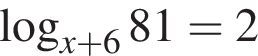 log_{x+6} 81 = 2